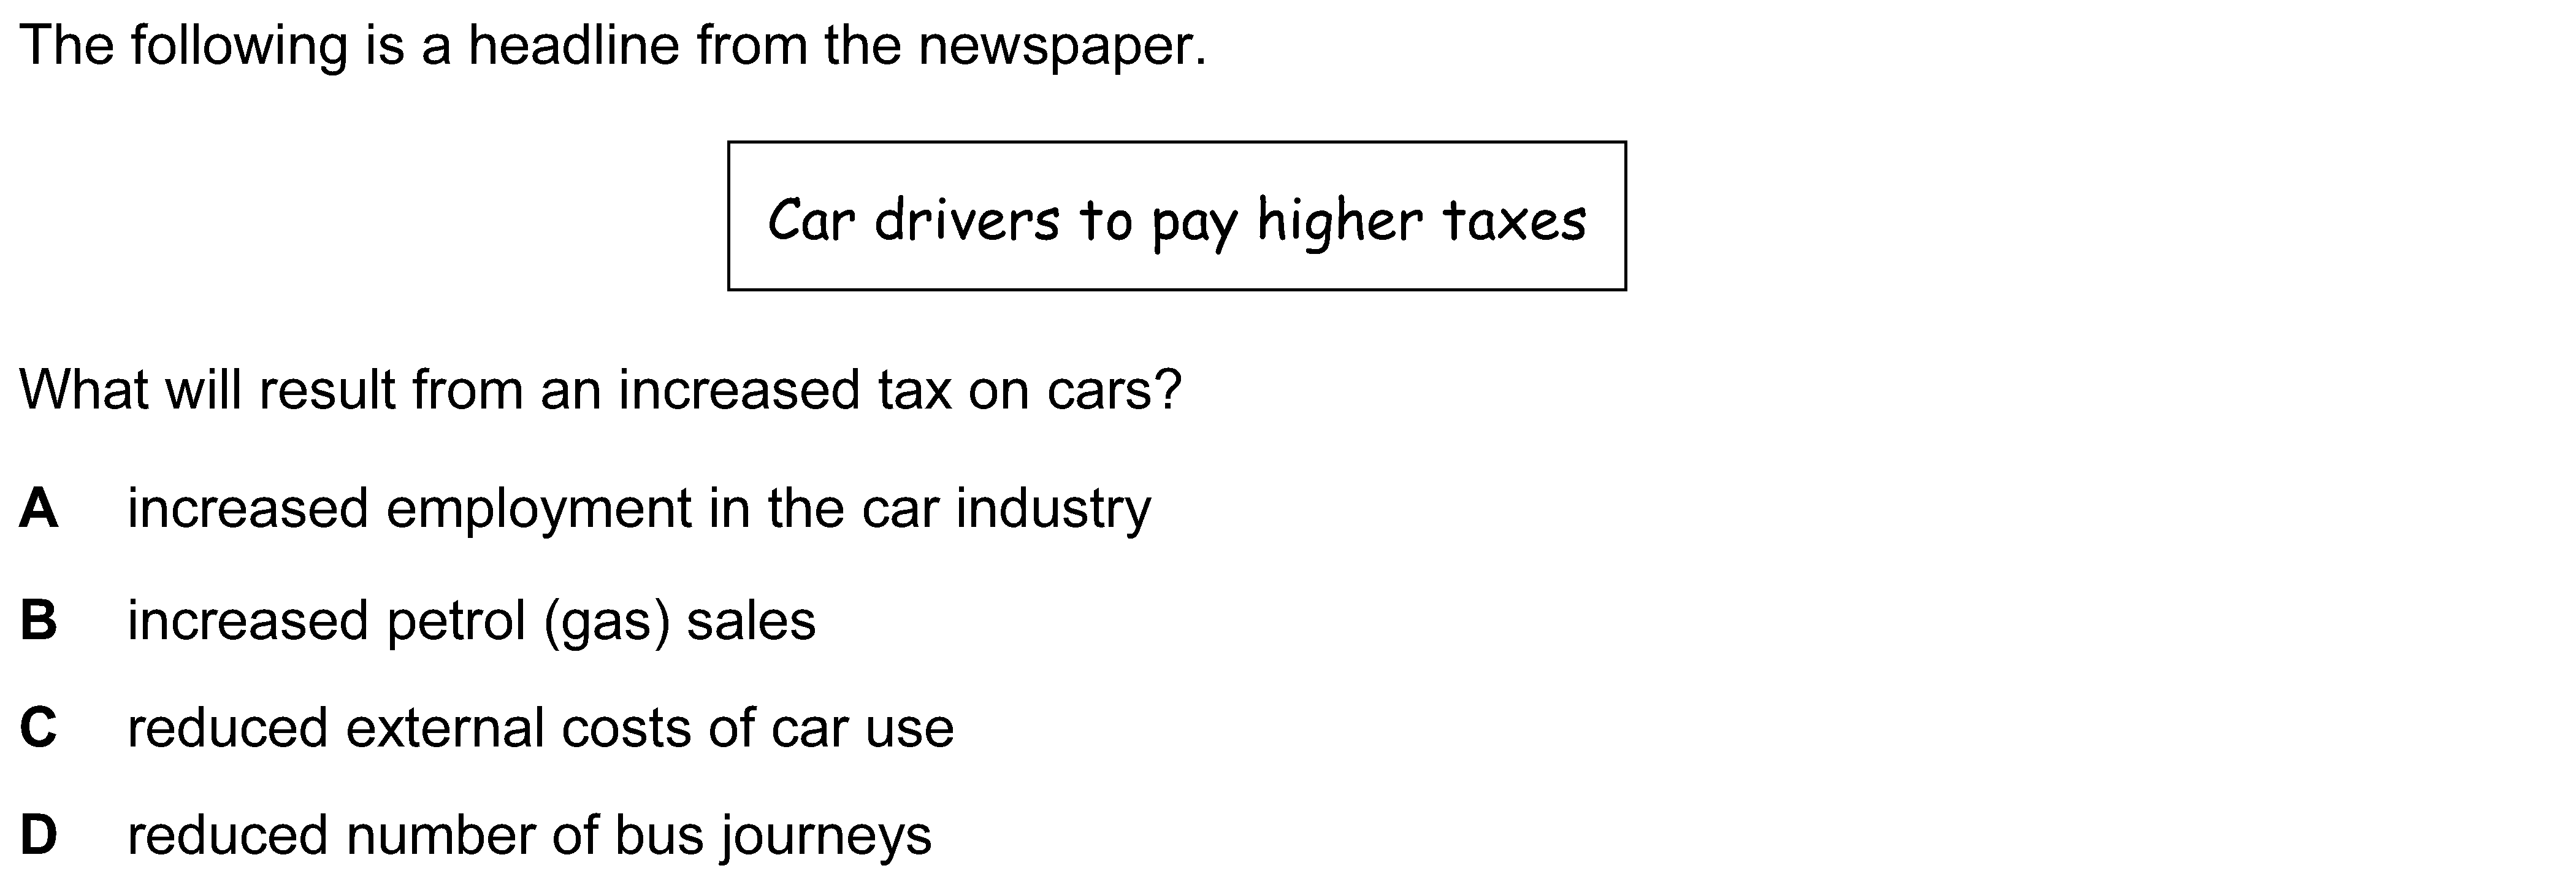 The following is a headline from the newspaper.
Car drivers to pay higher taxes
What will result from an increased tax on cars?
A increased employment in the car industry
B increased petrol (gas) sales
C reduced external costs of car use
D reduced number of bus journeys